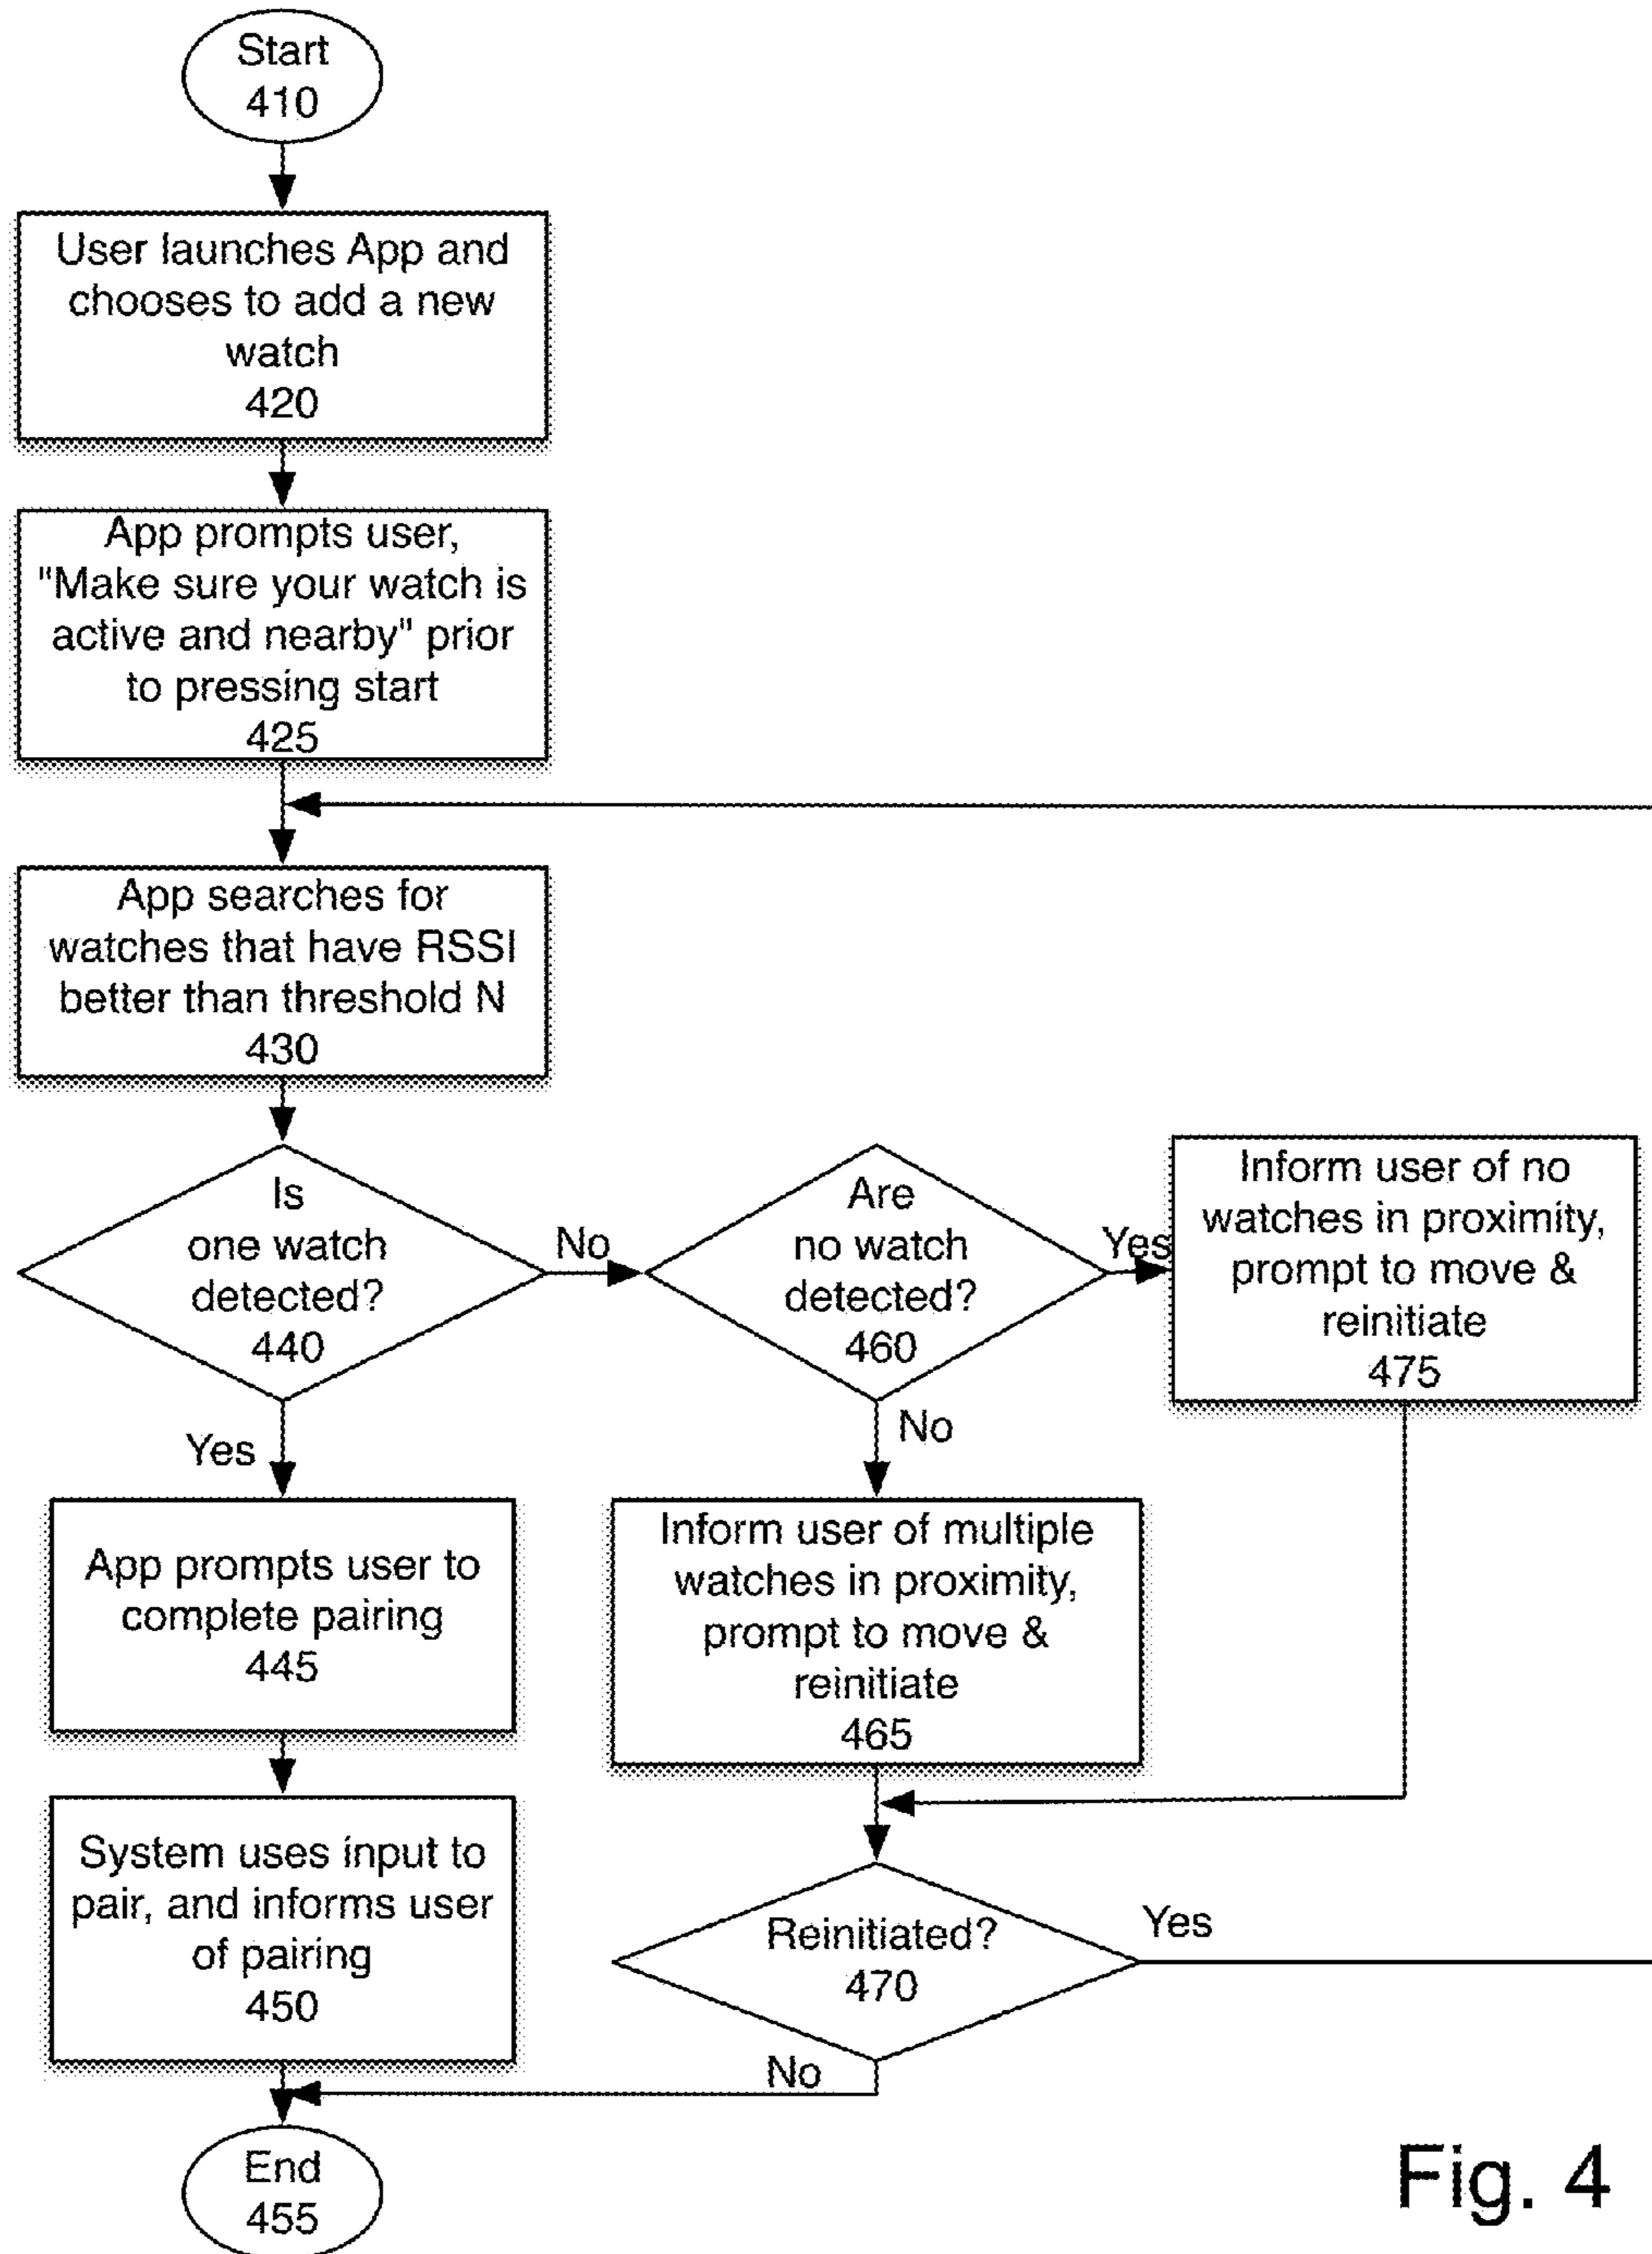 Start
410
User launches App and
chooses to add a new
watch
420
App prompts user,
"Make sure your watch is
active and nearby" prior
to pressing start
425
App searches for
watches that have RSSI
better than threshold N
430
Is
one watch
detected?
440
No
Are
no watch
detected?
460
Yes
Inform user of no
watches in proximity,
prompt to move &
reinitiate
475
Yes
No
App prompts user to
complete pairing
445
Inform user of multiple
watches in proximity,
prompt to move &
reinitiate
465
System uses input to
pair, and informs user
of pairing
450
Reinitiated?
470
Yes
No
End
455
Fig. 4